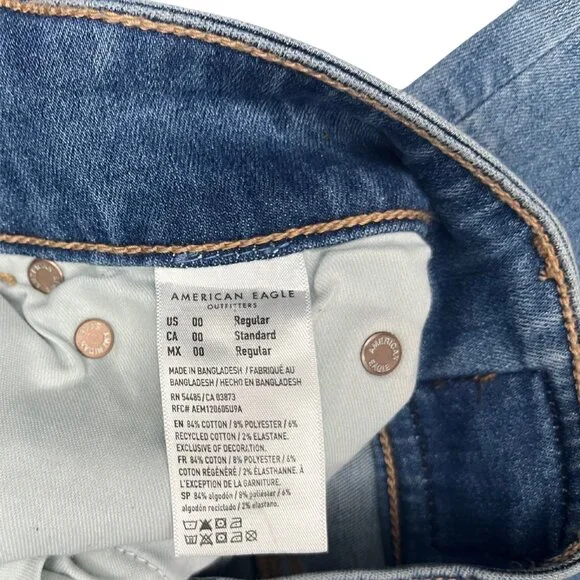 AMERICAN EAGLE
OUTFITTERS
US 00 Regular
CA 00 Standard
MX 00 Regular
MADE IN BANGLADESH / FABRIQUÉ AU
BANGLADESH / HECHO EN BANGLADESH
RN 54485/CA 03873
RFC# AEM120605U9A
EN 84% COTTON / 8% POLYESTER / 6%
RECYCLED COTTON / 2% ELASTANE.
EXCLUSIVE OF DECORATION.
FR 84% COTON / 8% POLYESTER / 6%
COTON RÉGÉNÉRÉ / 2% ÉLASTHANNE.
À L'EXCEPTION DE LA GARNITURE.
SP 84% algodón / 8% poliéster / 6%
algodón reciclado / 2% elastano.
AMERICAN
EAGLE